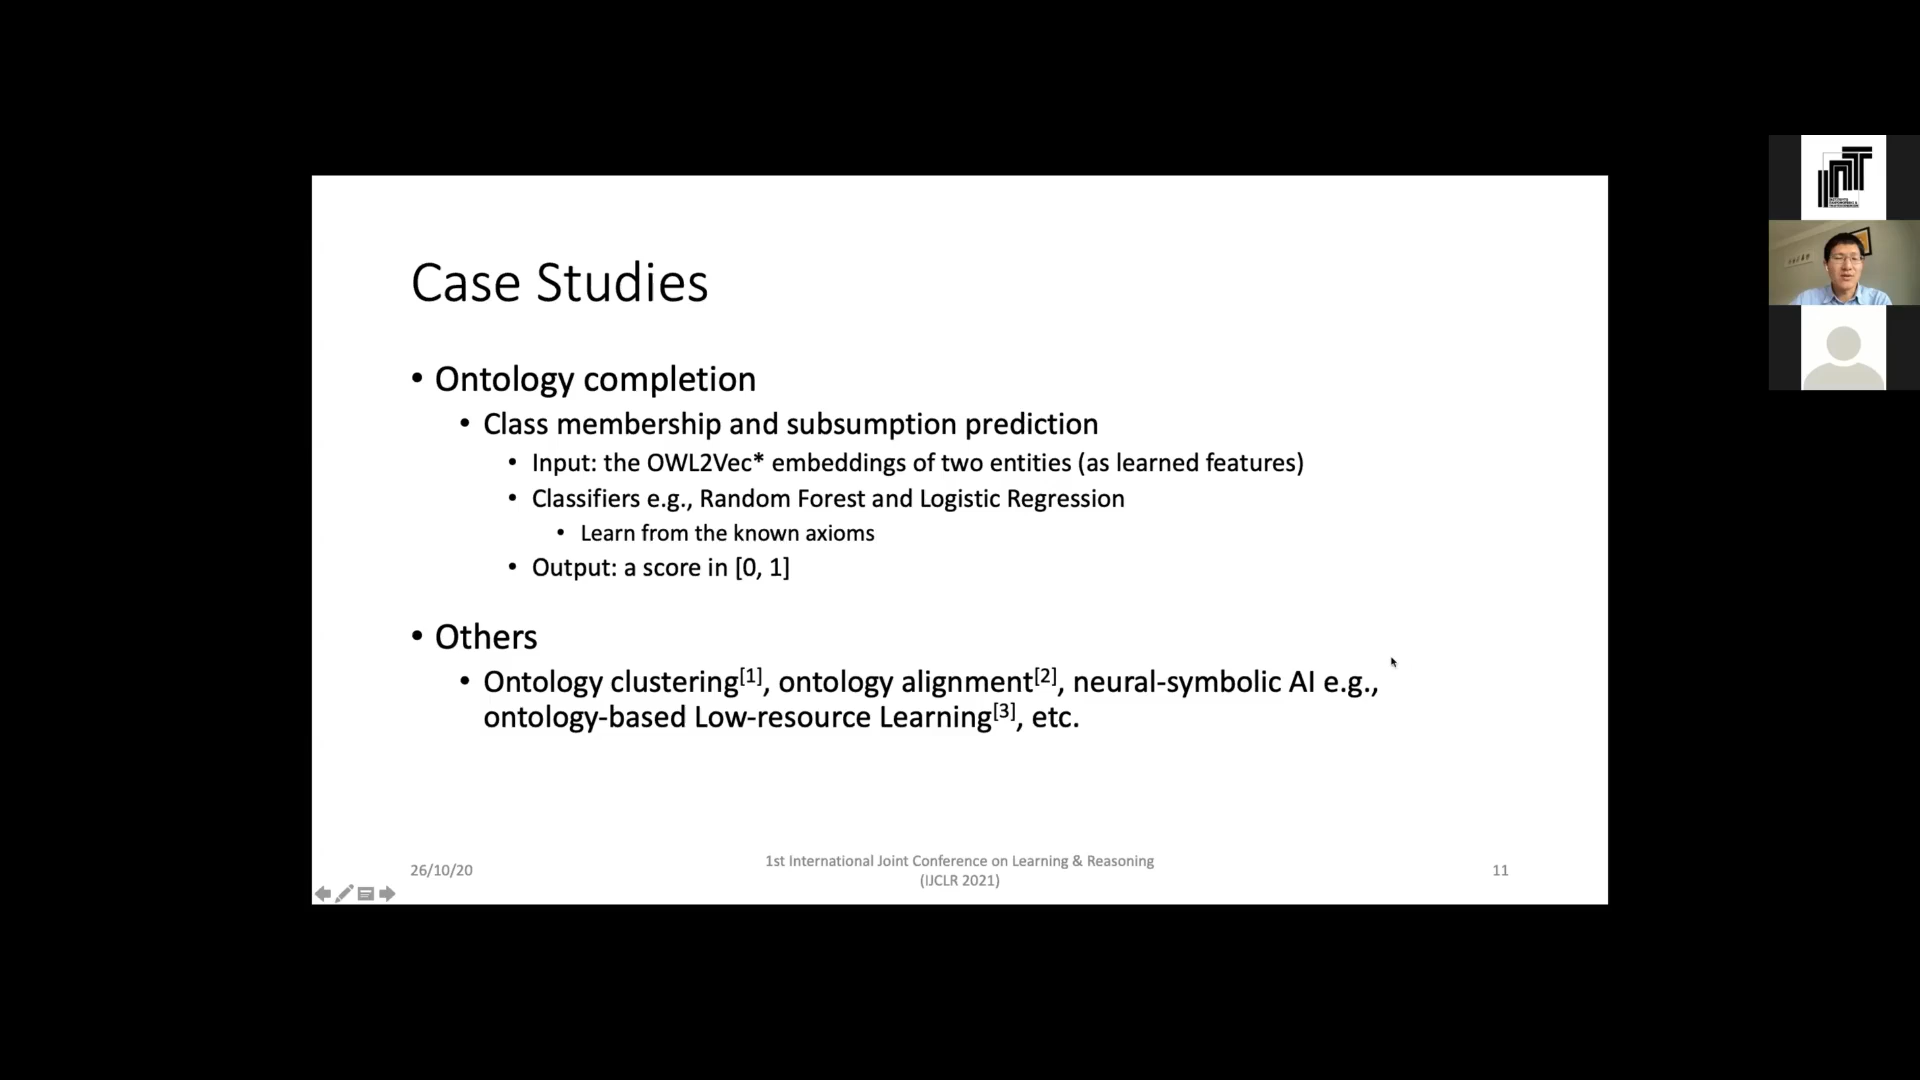 Case Studies
• Ontology completion
• Class membership and subsumption prediction
• Input: the OWL2Vec* embeddings of two entities (as learned features)
• Classifiers e.g., Random Forest and Logistic Regression
• Learn from the known axioms
• Output: a score in [0, 1]
• Others
• Ontology clustering[1], ontology alignment[2], neural-symbolic AI e.g.,
ontology-based Low-resource Learning[3], etc.
26/10/20
1st International Joint Conference on Learning & Reasoning
(IJCLR 2021)
11